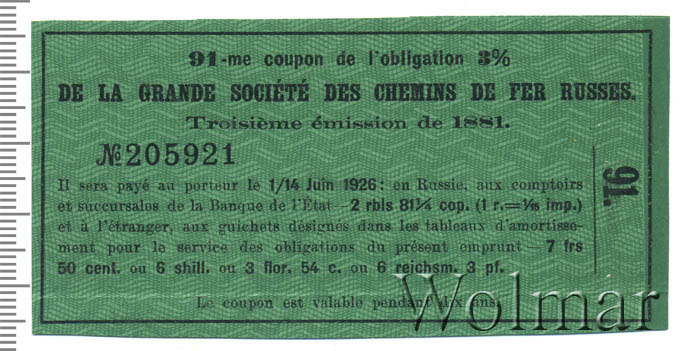 91-me coupon de l'obligation 3%
DE LA GRANDE SOCIÉTÉ DES CHEMINS DE FER RUSSES.
Troisième émission de 1881.
№205921
Il sera payé au porteur le 1/14 Juin 1926: en Russie, aux comptoirs
et succursales de la Banque de l'État—2 rbls 81¼ cop. (1 r.=1/15 imp.)
et à l'étranger, aux guichets désignés dans les tableaux d'amortisse-
ment pour le service des obligations du présent emprunt—7 frs
50 cent. ou 6 shill. ou 3 flor. 54 c. ou 6 reichsm. 3 pf.
Le coupon est valable pendant dix ans.
91.
Wolmar